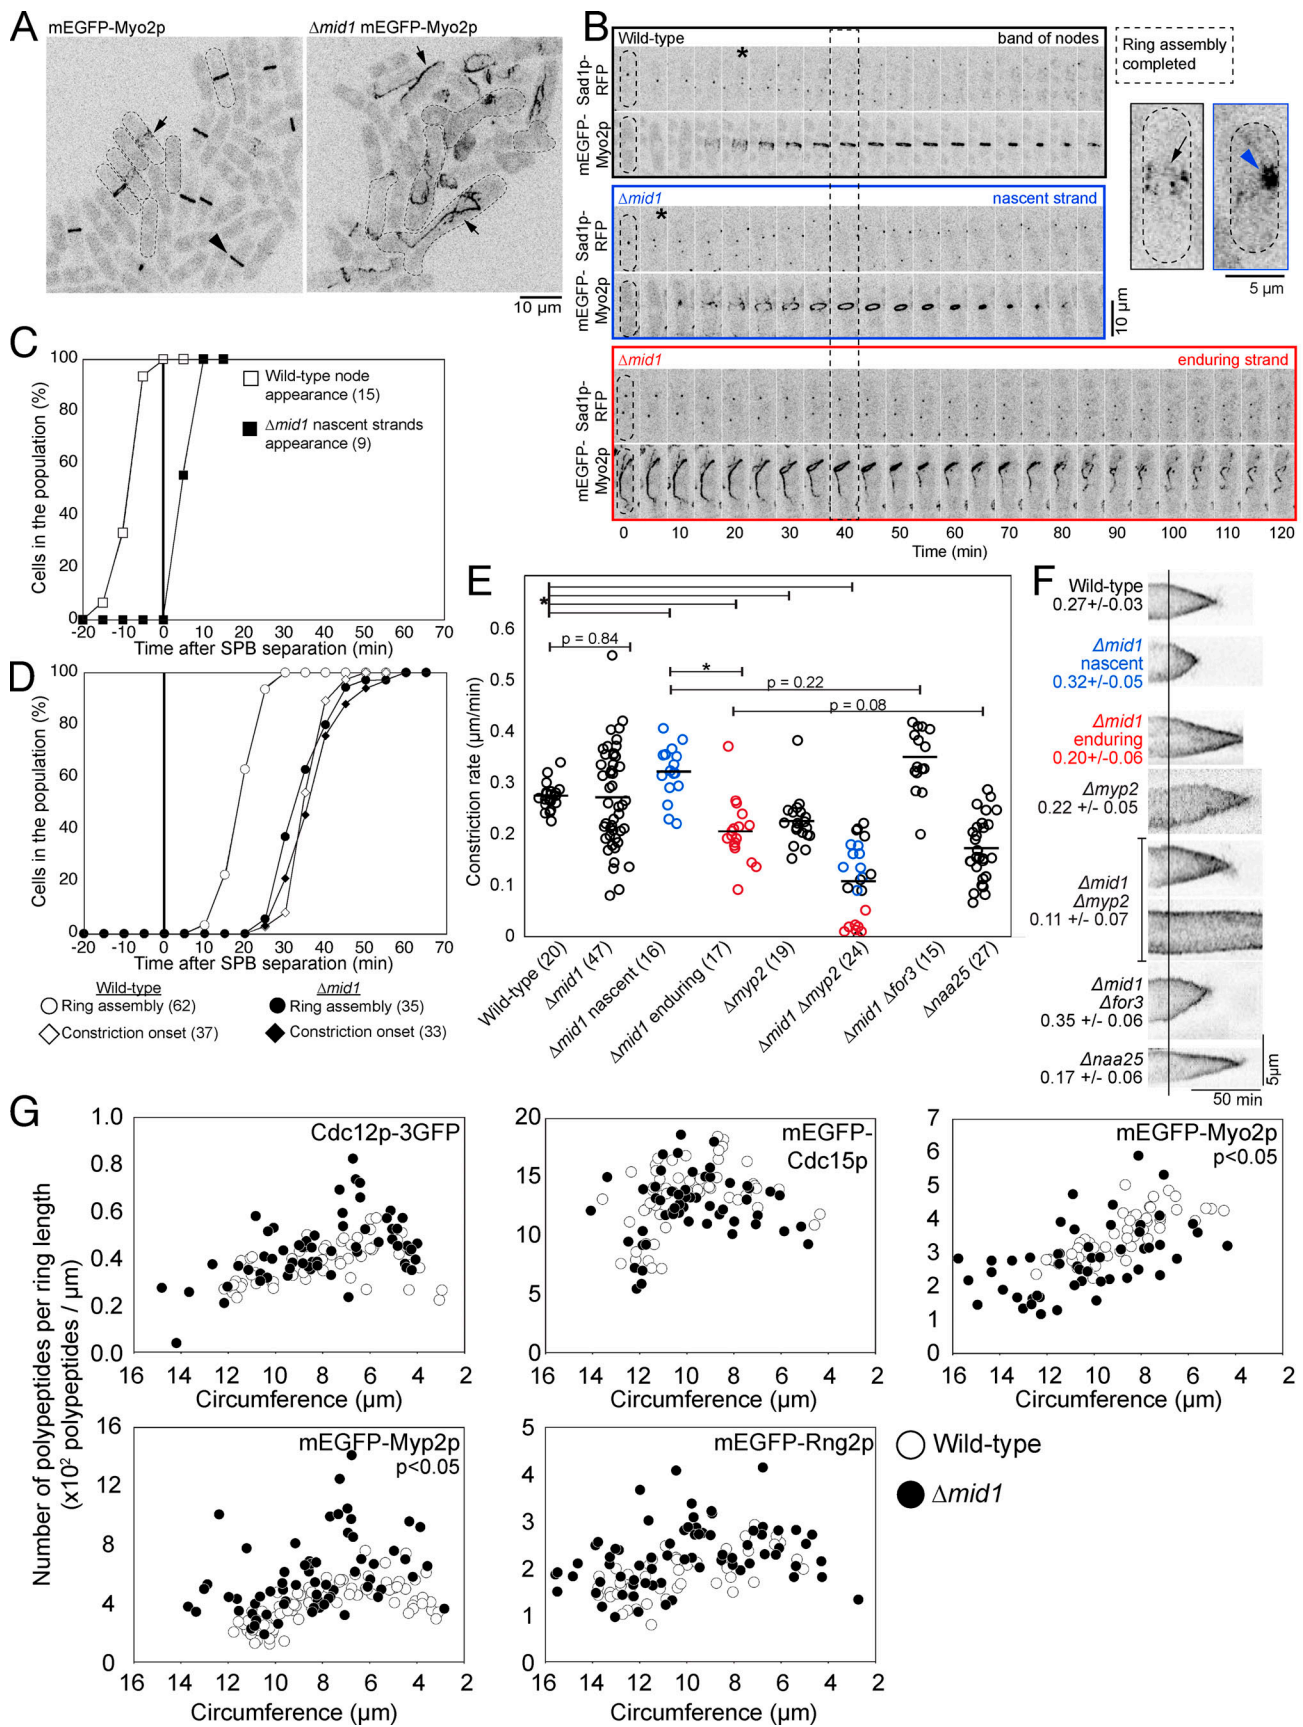 A
mEGFP-Myo2p
Δmid1 mEGFP-Myo2p
10 μm
B
Wild-type
band of nodes
Sad1p-
RFP
mEGFP-
Myo2p
*
Δmid1
nascent strand
Sad1p-
RFP
mEGFP-
Myo2p
*
10 μm
Δmid1
enduring strand
Sad1p-
RFP
mEGFP-
Myo2p
0 10 20 30 40 50 60 70 80 90 100 110 120
Time (min)
Ring assembly
completed
5 μm
C
Cells in the population (%)
100
80
60
40
20
0
Wild-type node
appearance (15)
Δmid1 nascent strands
appearance (9)
-20 -10 0 10 20 30 40 50 60 70
Time after SPB separation (min)
D
Cells in the population (%)
100
80
60
40
20
0
-20 -10 0 10 20 30 40 50 60 70
Time after SPB separation (min)
Wild-type
Ring assembly (62)
Constriction onset (37)
Δmid1
Ring assembly (35)
Constriction onset (33)
E
Constriction rate (μm/min)
0.6
0.5
0.4
0.3
0.2
0.1
0
*
p = 0.84
*
p = 0.22
p = 0.08
Wild-type (20)
Δmid1 (47)
Δmid1 nascent (16)
Δmid1 enduring (17)
Δmyp2 (19)
Δmid1 Δmyp2 (24)
Δmid1 Δfor3 (15)
Δnaa25 (27)
F
Wild-type
0.27+/-0.03
Δmid1
nascent
0.32+/-0.05
Δmid1
enduring
0.20+/-0.06
Δmyp2
0.22 +/- 0.05
Δmid1
Δmyp2
0.11 +/- 0.07
Δmid1
Δfor3
0.35 +/- 0.06
Δnaa25
0.17 +/- 0.06
5μm
50 min
G
Number of polypeptides per ring length
(x10² polypeptides / μm)
Cdc12p-3GFP
1.0
0.8
0.6
0.4
0.2
0.0
16 14 12 10 8 6 4 2
Circumference (μm)
mEGFP-
Cdc15p
20
15
10
5
0
16 14 12 10 8 6 4 2
Circumference (μm)
mEGFP-Myo2p
p<0.05
7
6
5
4
3
2
1
0
16 14 12 10 8 6 4 2
Circumference (μm)
mEGFP-Myp2p
p<0.05
16
12
8
4
0
16 14 12 10 8 6 4 2
Circumference (μm)
mEGFP-Rng2p
5
4
3
2
1
0
16 14 12 10 8 6 4 2
Circumference (μm)
Wild-type
Δmid1